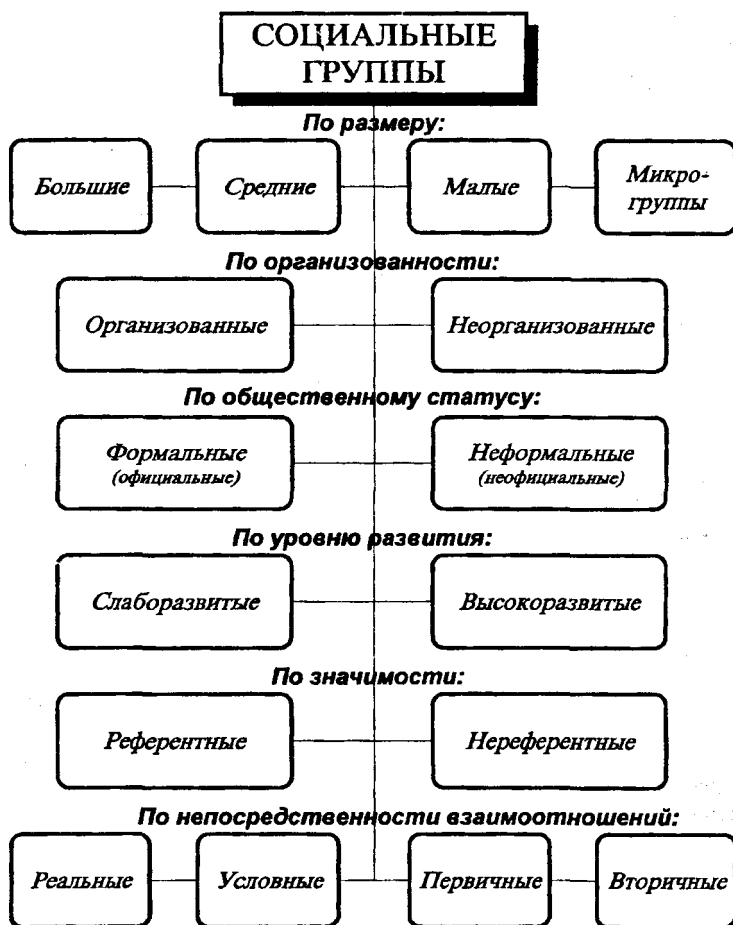 СОЦИАЛЬНЫЕ
ГРУППЫ
По размеру:
Большие
Средние
Малые
Микро-
группы
По организованности:
Организованные
Неорганизованные
По общественному статусу:
Формальные
(официальные)
Неформальные
(неофициальные)
По уровню развития:
Слаборазвитые
Высокоразвитые
По значимости:
Референтные
Нереферентные
По непосредственности взаимоотношений:
Реальные
Условные
Первичные
Вторичные